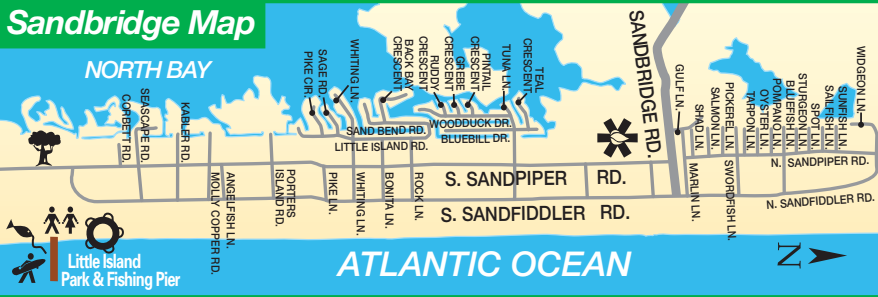 Sandbridge Map
NORTH BAY
CORBETT RD.
SEASCAPE RD.
KABLER RD.
PIKE CIR.
SAGE RD.
WHITING LN.
BACK BAY
CRESCENT
RUDDY
CRESCENT
GREBE
CRESCENT
PINTAIL
CRESCENT
TUNA LN.
TEAL
CRESCENT
SANDBRIDGE RD.
GULF LN.
SHAD LN.
SALMON LN.
PICKEREL LN.
TARPON LN.
OYSTER LN.
POMPANO LN.
BLUEFISH LN.
STURGEON LN.
SPOT LN.
SAILFISH LN.
SUNFISH LN.
WIDGEON LN.
SAND BEND RD.
LITTLE ISLAND RD.
WOODDUCK DR.
BLUEBILL DR.
MOLLY COPPER RD.
ANGELFISH LN.
PORTERS
ISLAND RD.
PIKE LN.
WHITING LN.
BONITA LN.
ROCK LN.
S. SANDPIPER RD.
S. SANDFIDDLER RD.
MARLIN LN.
SWORDFISH LN.
N. SANDPIPER RD.
N. SANDFIDDLER RD.
Little Island
Park & Fishing Pier
ATLANTIC OCEAN
N